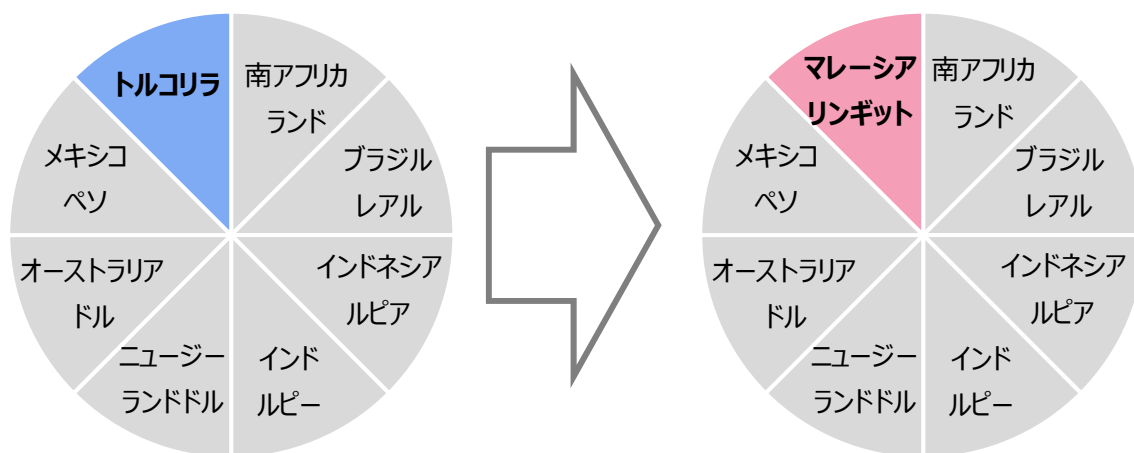 トルコリラ
南アフリカ
ランド
ブラジル
レアル
インドネシア
ルピア
インド
ルピー
ニュージー
ランドドル
オーストラリア
ドル
メキシコ
ペソ
マレーシア
リンギット
南アフリカ
ランド
ブラジル
レアル
インドネシア
ルピア
インド
ルピー
ニュージー
ランドドル
オーストラリア
ドル
メキシコ
ペソ